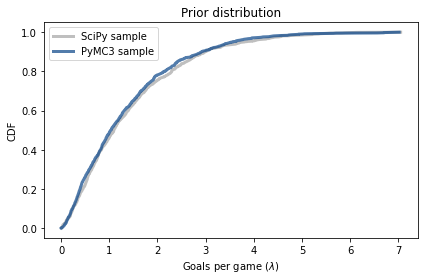 Prior distribution
SciPy sample
PyMC3 sample
1.0
0.8
0.6
0.4
0.2
0.0
CDF
0 1 2 3 4 5 6 7
Goals per game (λ)